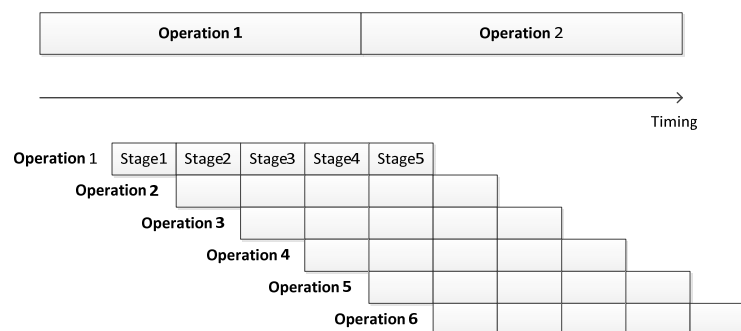 Operation 1 Operation 2
Timing
Operation 1 Stage1 Stage2 Stage3 Stage4 Stage5
Operation 2
Operation 3
Operation 4
Operation 5
Operation 6